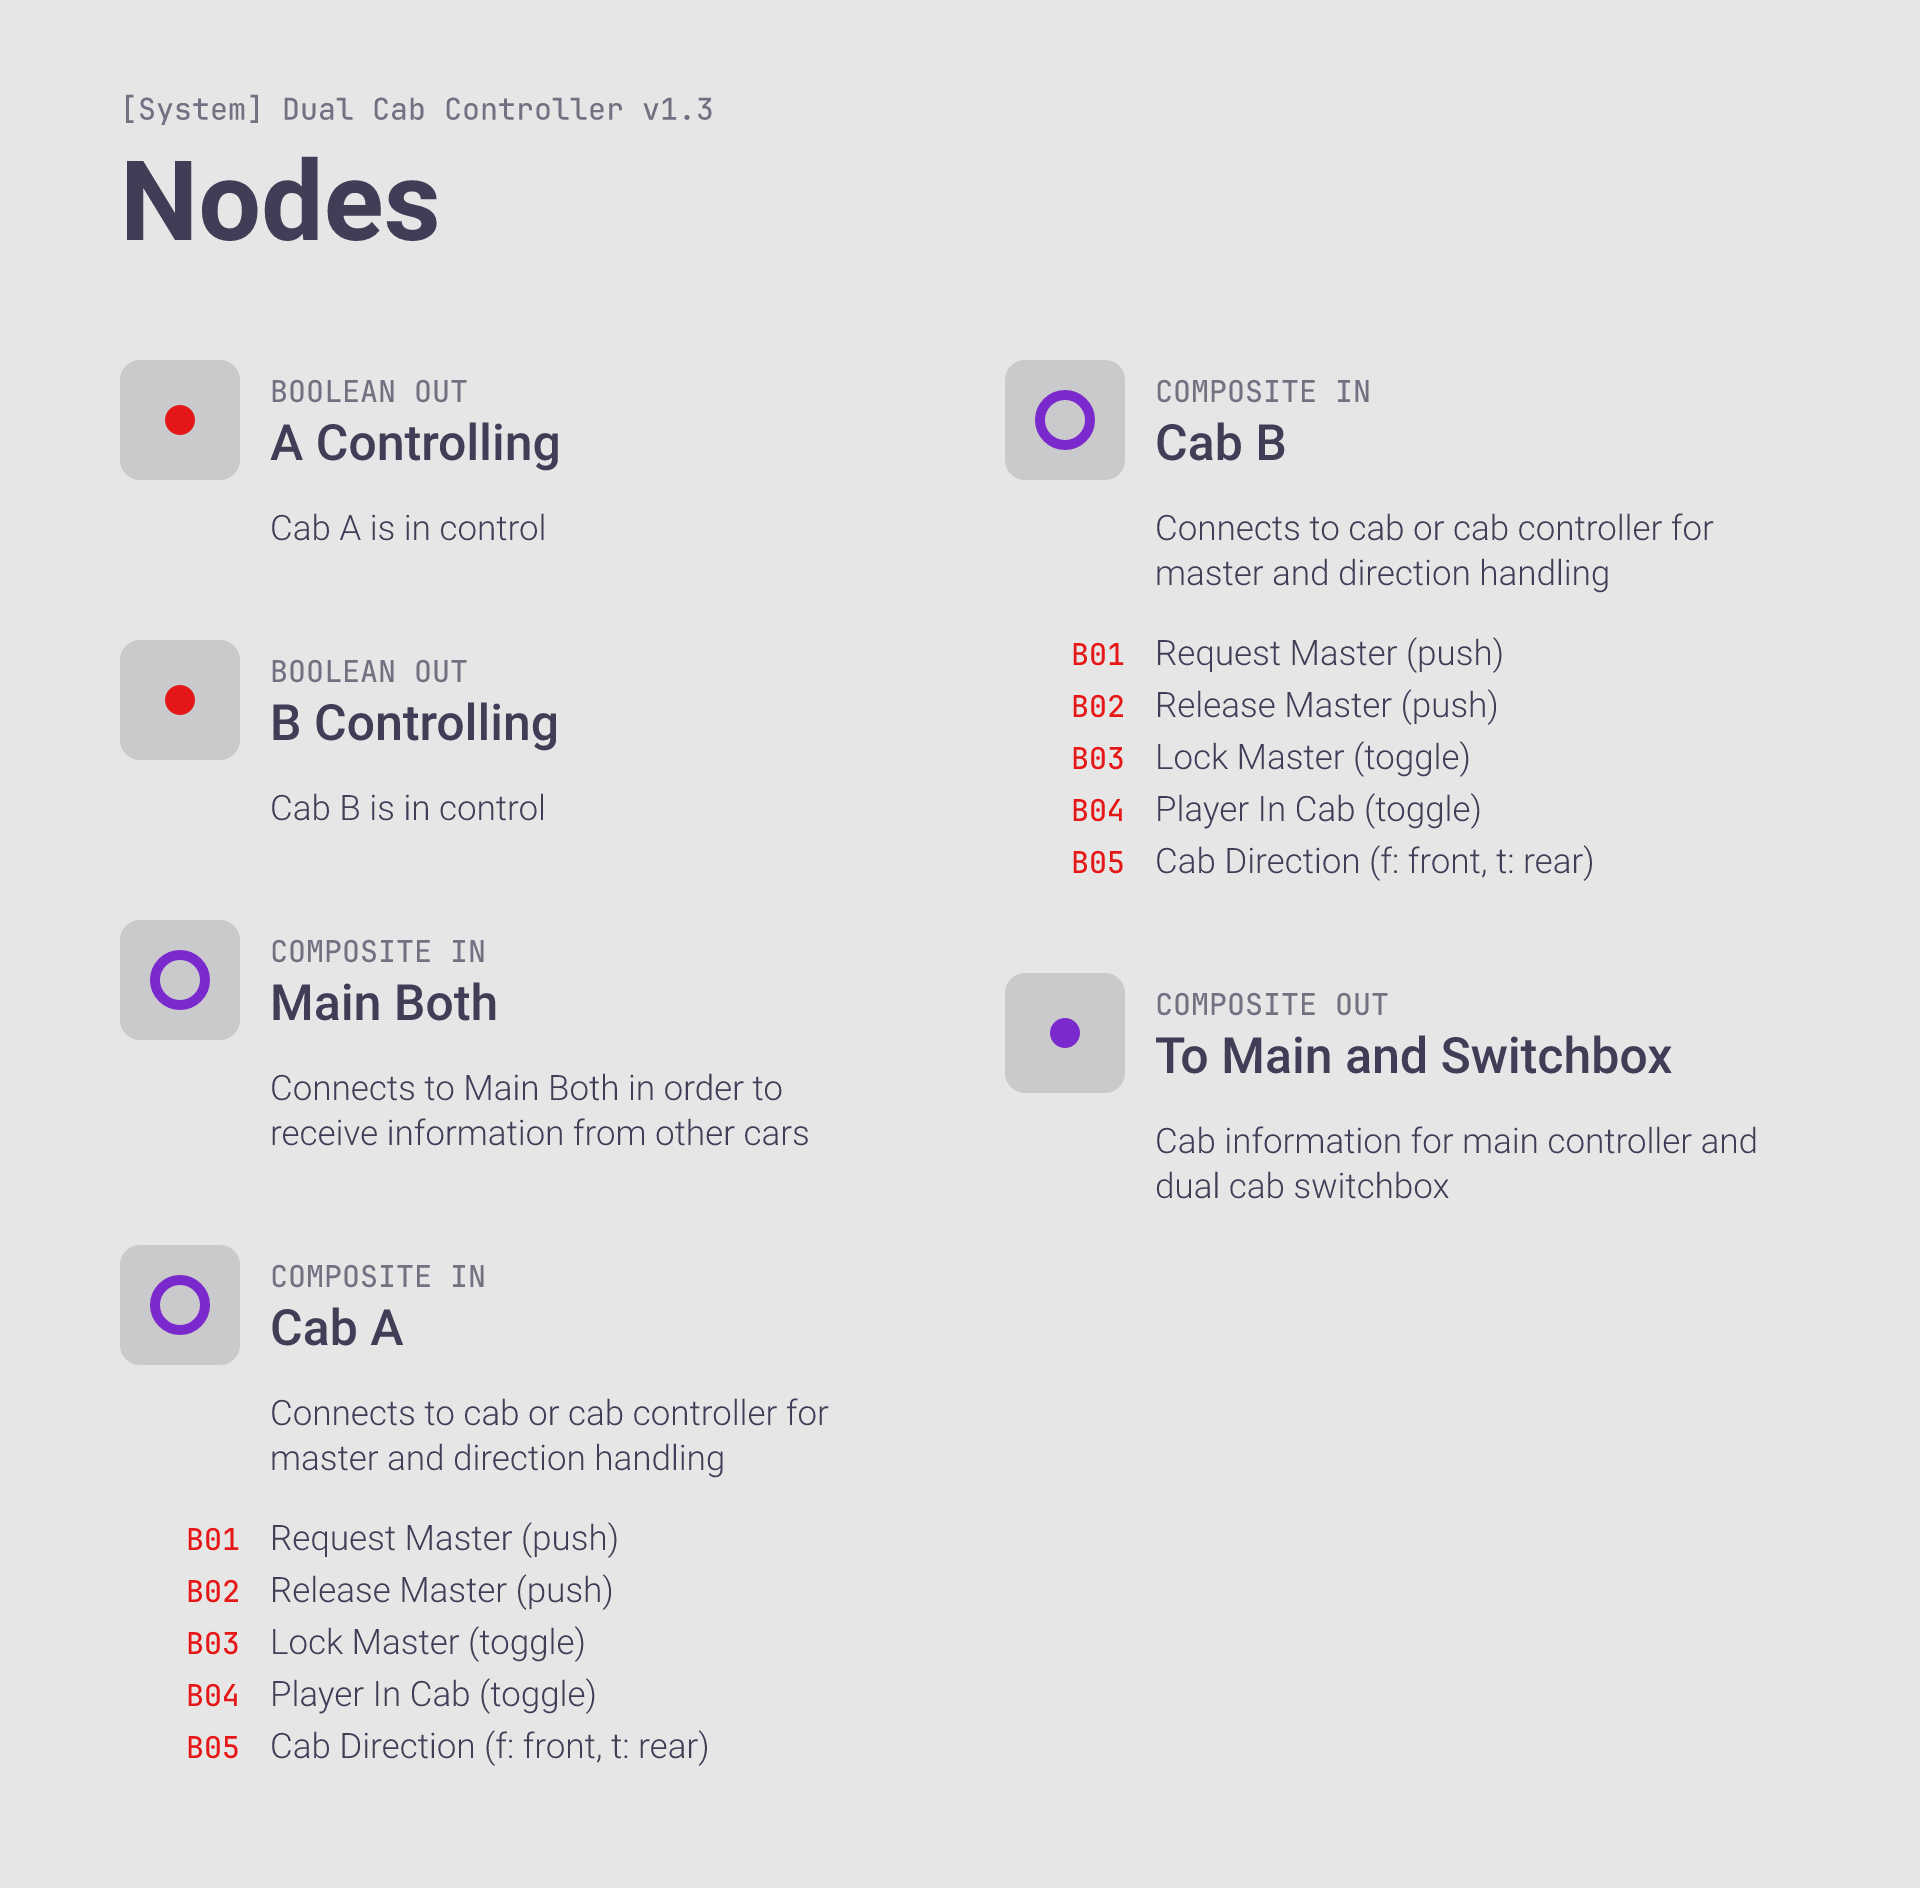 [System] Dual Cab Controller v1.3
Nodes
BOOLEAN OUT
A Controlling
Cab A is in control
BOOLEAN OUT
B Controlling
Cab B is in control
COMPOSITE IN
Main Both
Connects to Main Both in order to
receive information from other cars
COMPOSITE IN
Cab A
Connects to cab or cab controller for
master and direction handling
B01 Request Master (push)
B02 Release Master (push)
B03 Lock Master (toggle)
B04 Player In Cab (toggle)
B05 Cab Direction (f: front, t: rear)
COMPOSITE IN
Cab B
Connects to cab or cab controller for
master and direction handling
B01 Request Master (push)
B02 Release Master (push)
B03 Lock Master (toggle)
B04 Player In Cab (toggle)
B05 Cab Direction (f: front, t: rear)
COMPOSITE OUT
To Main and Switchbox
Cab information for main controller and
dual cab switchbox